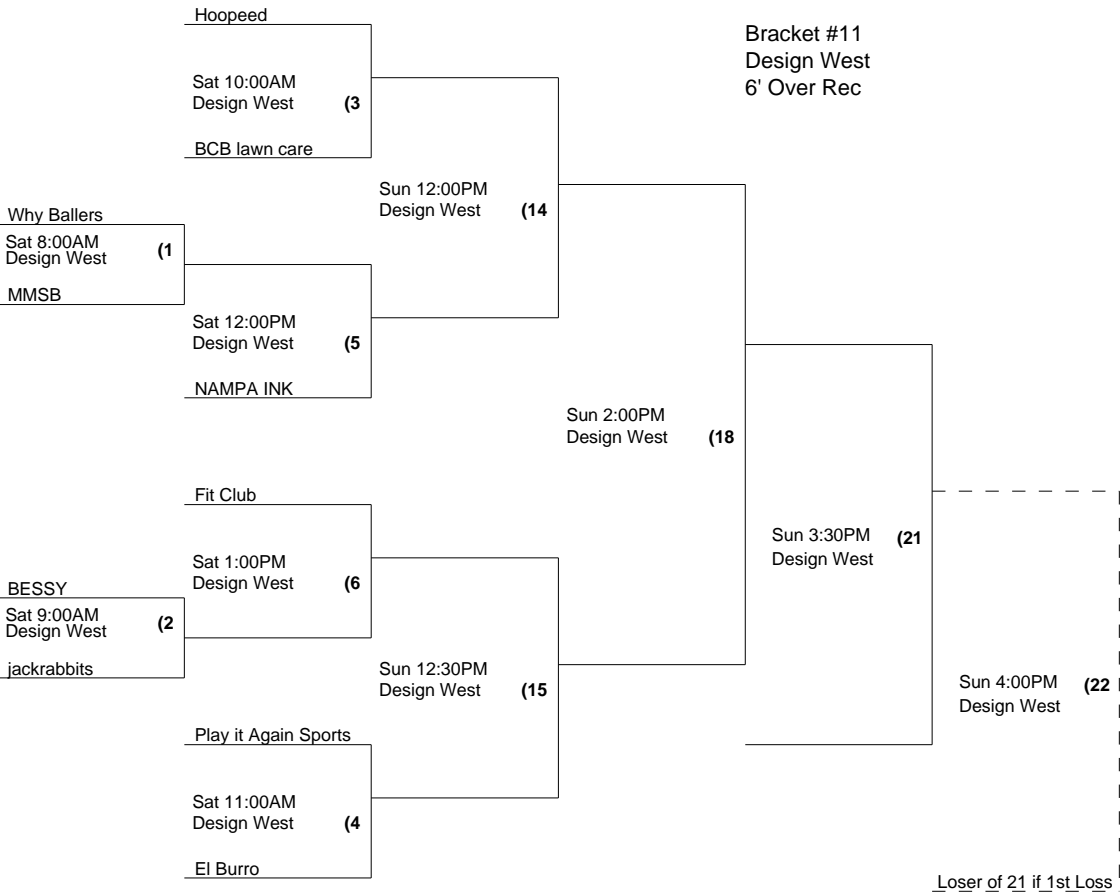 Hoopeed
Bracket #11
Design West
6' Over Rec
Sat 10:00AM
Design West (3
BCB lawn care
Sun 12:00PM
Design West (14
Why Ballers
Sat 8:00AM
Design West (1
MMSB
Sat 12:00PM
Design West (5
NAMPA INK
Sun 2:00PM
Design West (18
Fit Club
Sat 1:00PM
Design West (6
BESSY
Sat 9:00AM
Design West (2
jackrabbits
Sun 12:30PM
Design West (15
Play it Again Sports
Sat 11:00AM
Design West (4
El Burro
Sun 3:30PM
Design West (21
Sun 4:00PM
Design West (22
Loser of 21 if 1st Loss